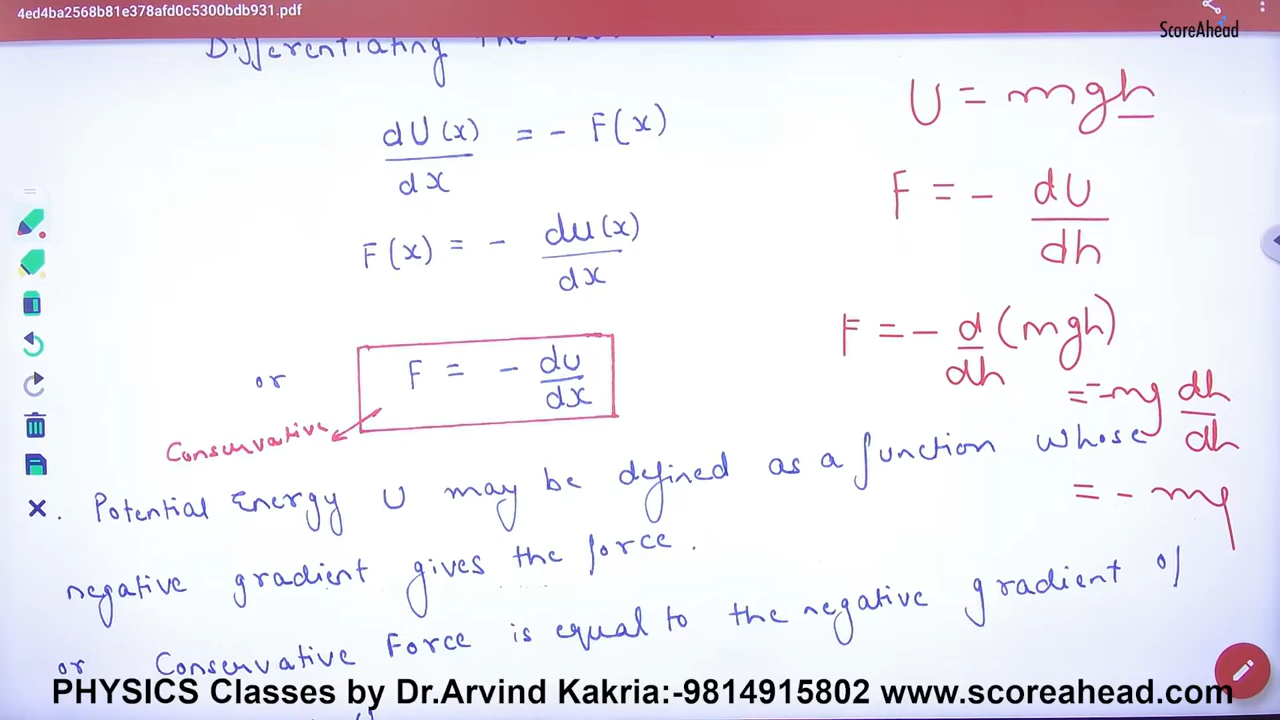 4ed4ba2568b81e378afd0c5300bdb931.pdf
ScoreAhead
Differentiating the
dU(x)/dx = - F(x)
F(x) = - du(x)/dx
or F = - du/dx
Conservative
U = mgh
F = - dU/dh
F = - d/dh (mgh)
= - mg dh/dh
= - mg
Potential Energy U may be defined as a function whose
negative gradient gives the force.
or Conservative Force is equal to the negative gradient of
PHYSICS Classes by Dr.Arvind Kakria:-9814915802 www.scoreahead.com